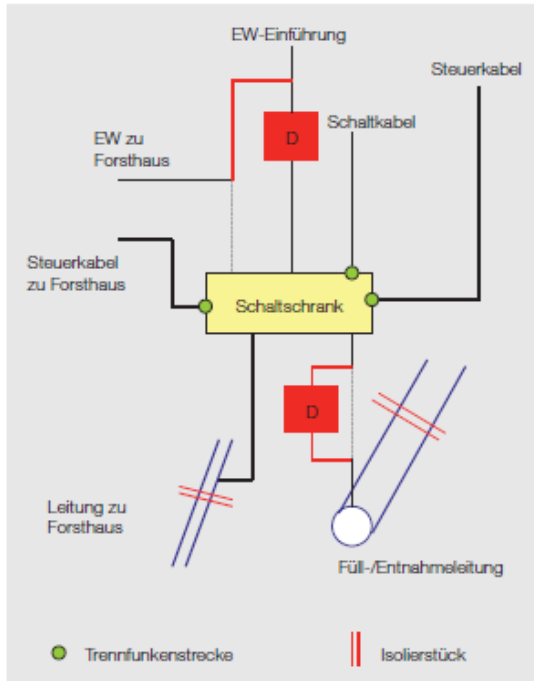 EW-Einführung
Steuerkabel
EW zu
Forsthaus
D
Schaltkabel
Steuerkabel
zu Forsthaus
Schaltschrank
D
Leitung zu
Forsthaus
Füll-/Entnahmeleitung
Trennfunkenstrecke
Isolierstück